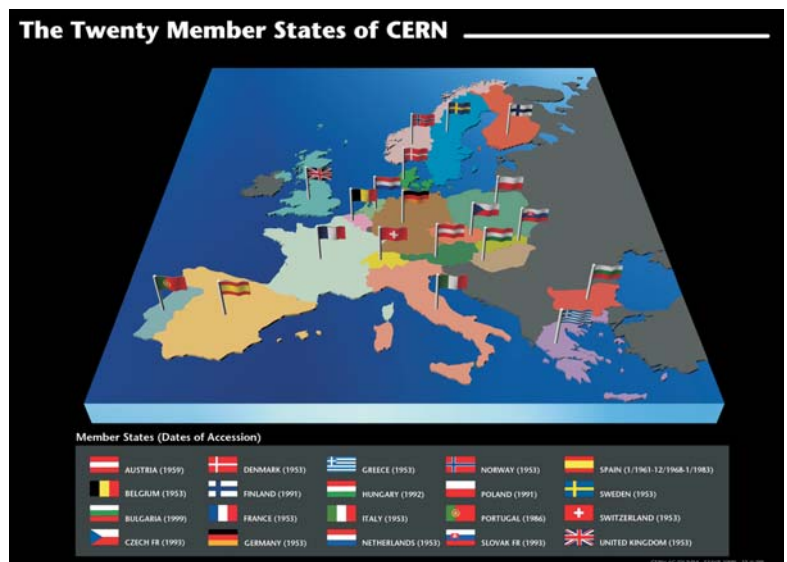 The Twenty Member States of CERN
Member States (Dates of Accession)
AUSTRIA (1959)
DENMARK (1953)
GREECE (1953)
NORWAY (1953)
SPAIN (1/1961-12/1968-1/1983)
BELGIUM (1953)
FINLAND (1991)
HUNGARY (1992)
POLAND (1991)
SWEDEN (1953)
BULGARIA (1999)
FRANCE (1953)
ITALY (1953)
PORTUGAL (1986)
SWITZERLAND (1953)
CZECH FR (1993)
GERMANY (1953)
NETHERLANDS (1953)
SLOVAK FR (1993)
UNITED KINGDOM (1953)